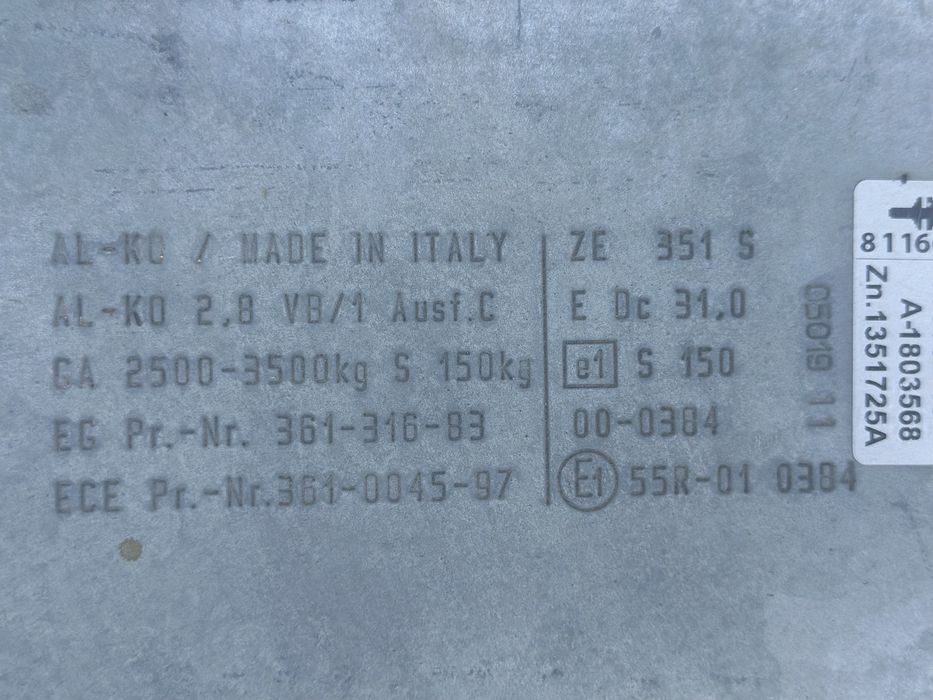 AL-KO / MADE IN ITALY
AL-KO 2,8 VB/1 Ausf.C
GA 2500-3500kg S 150kg
EG Pr.-Nr. 361-316-83
ECE Pr.-Nr.361-0045-97
ZE 351 S
E Dc 31,0
e1 S 150
00-0384
E1 55R-01 0384
05019 11
8116
A-1803568
Zn.1351725A